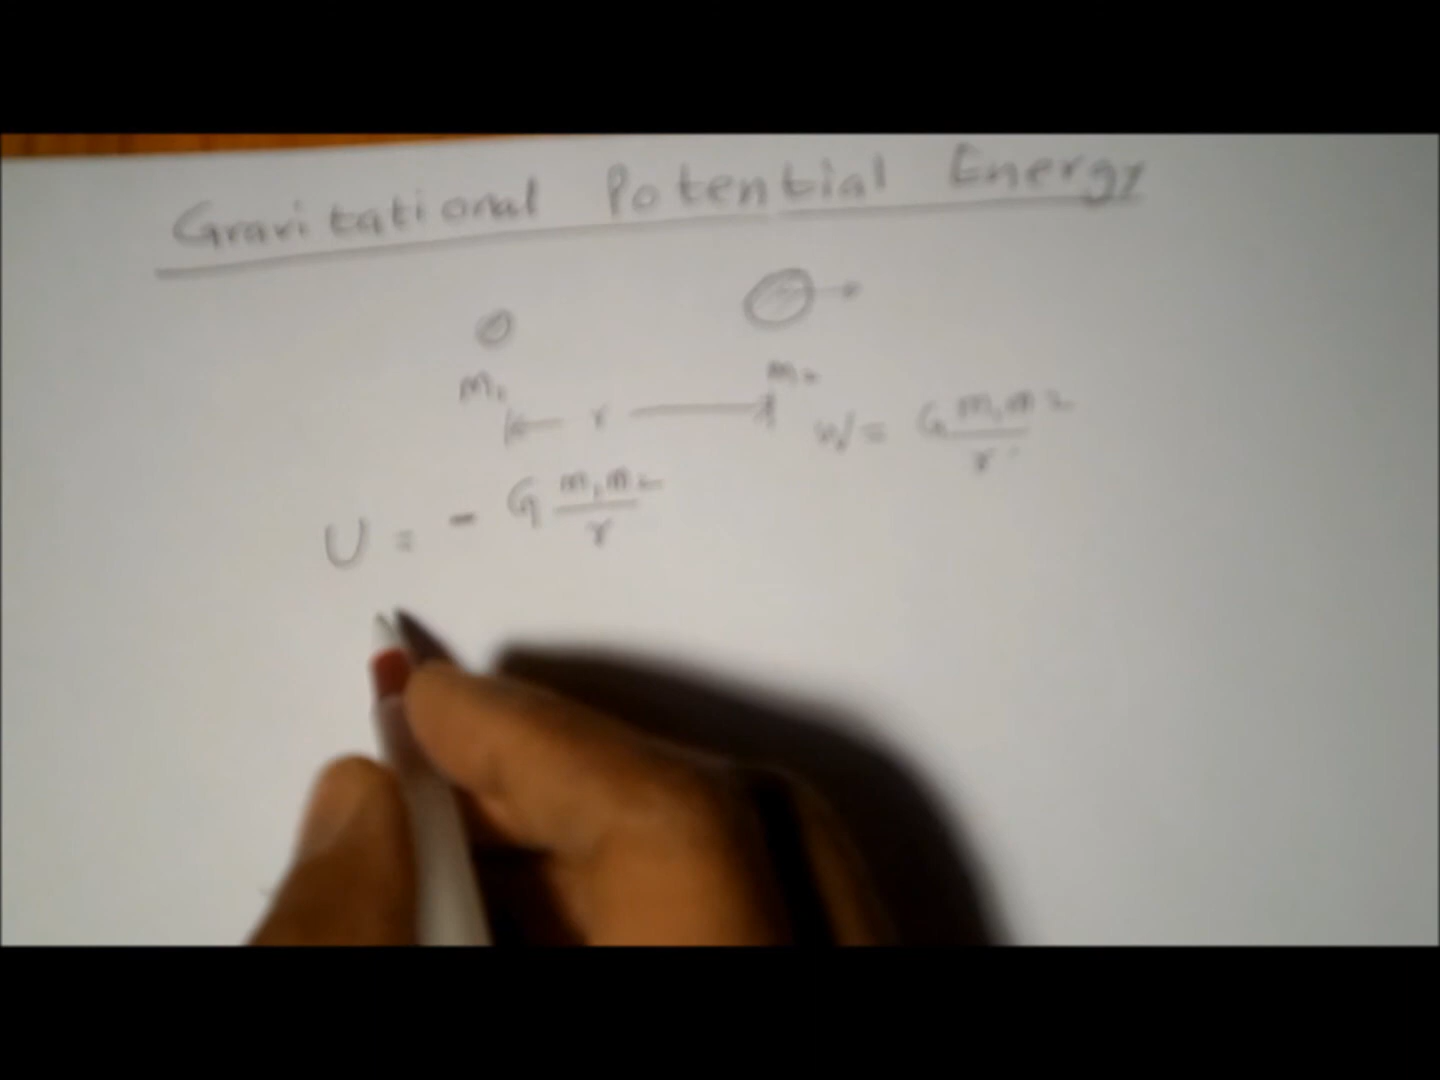 Gravitational Potential Energy
m₁ m₂
r
W = G m₁m₂ / r
U = - G m₁m₂ / r